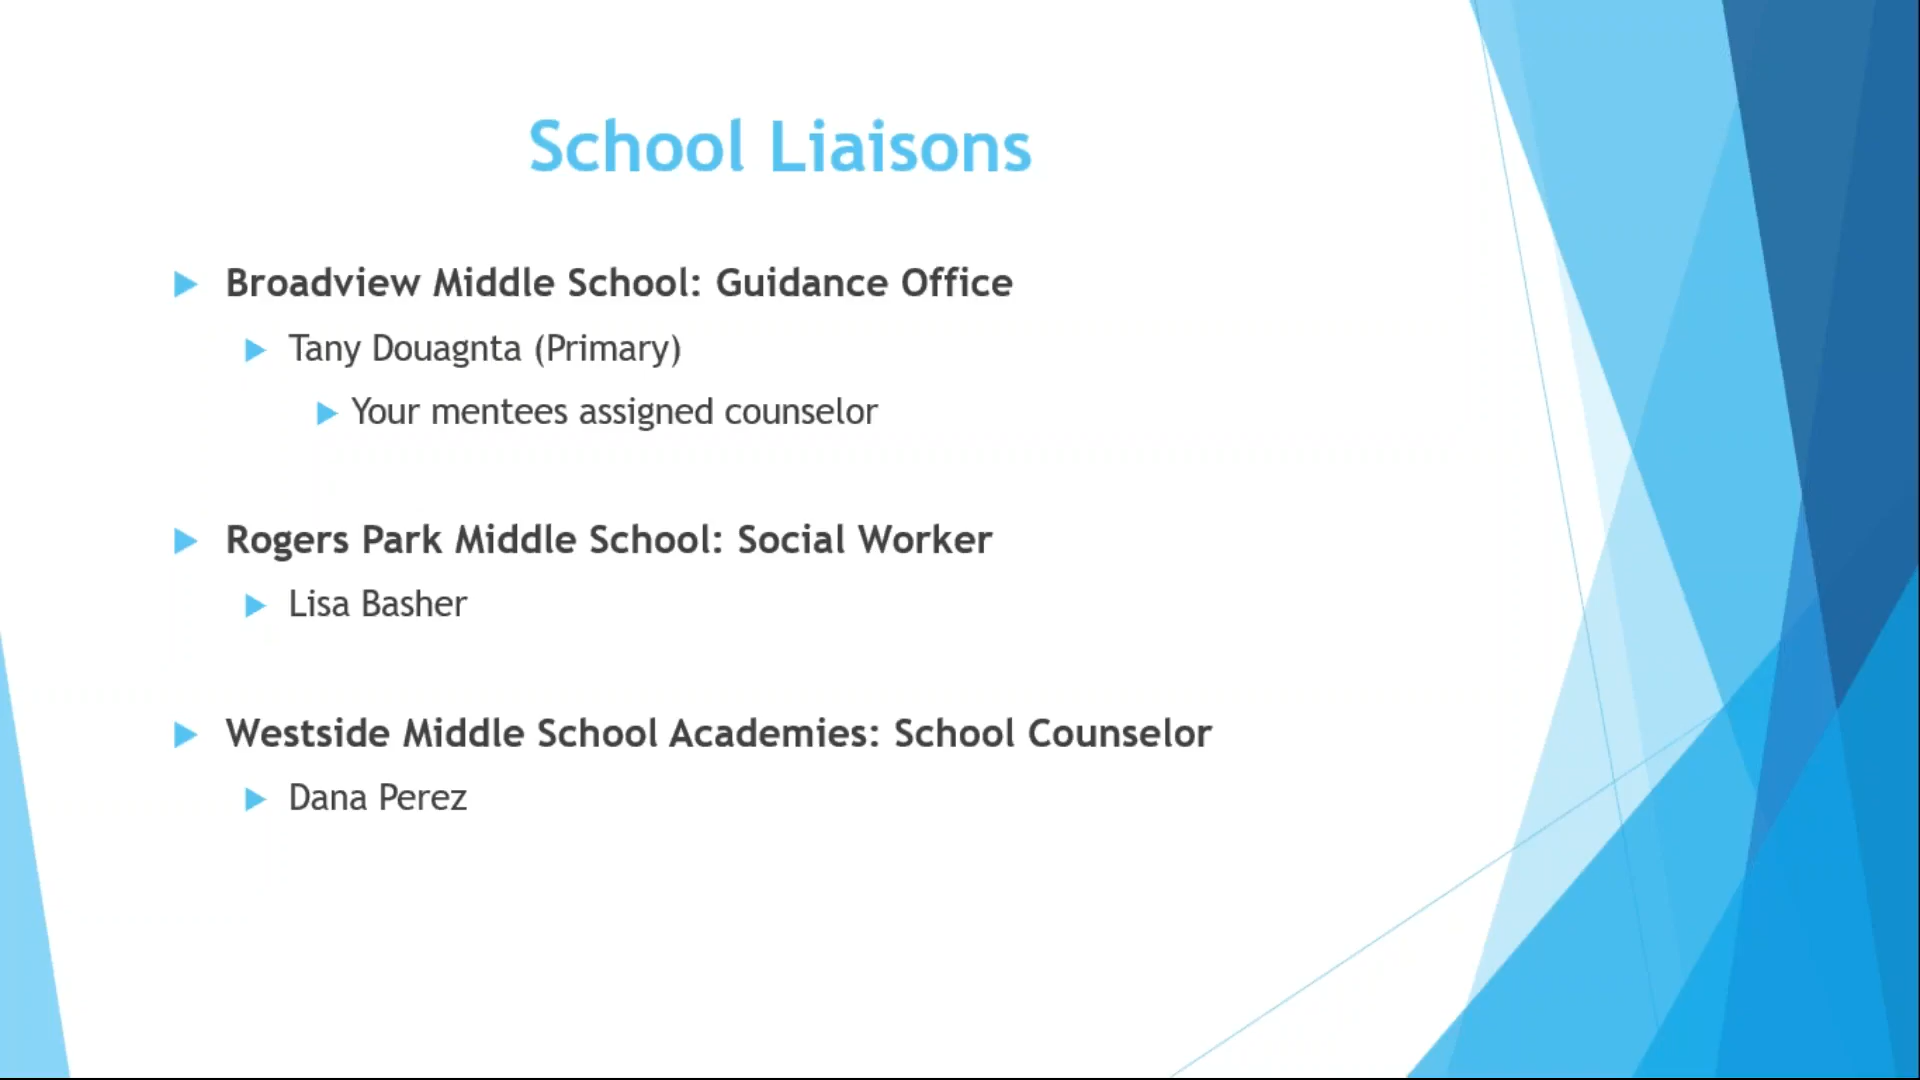 School Liaisons
Broadview Middle School: Guidance Office
Tany Douagnta (Primary)
Your mentees assigned counselor
Rogers Park Middle School: Social Worker
Lisa Basher
Westside Middle School Academies: School Counselor
Dana Perez